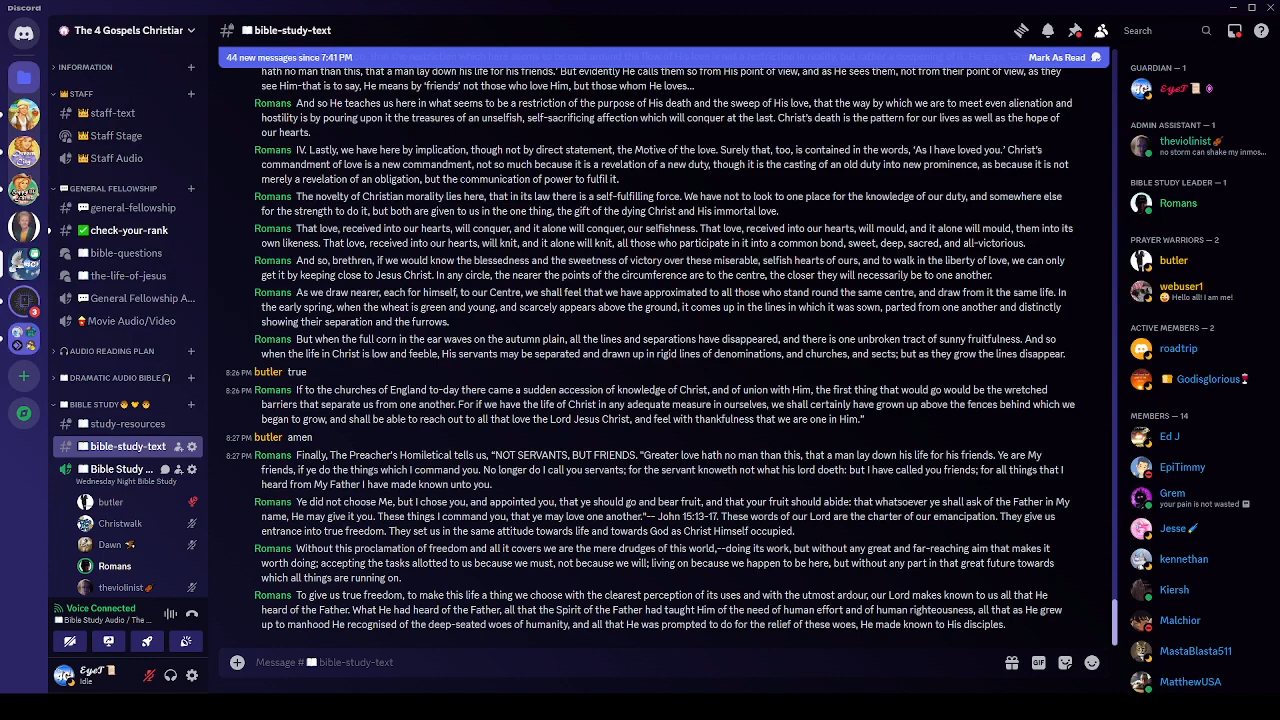 Discord
The 4 Gospels Christiar
bible-study-text
Search
44 new messages since 7:41 PM
Mark As Read
INFORMATION
STAFF
staff-text
Staff Stage
Staff Audio
GENERAL FELLOWSHIP
general-fellowship
check-your-rank
bible-questions
the-life-of-jesus
General Fellowship A...
Movie Audio/Video
AUDIO READING PLAN
DRAMATIC AUDIO BIBLE
BIBLE STUDY
study-resources
bible-study-text
Bible Study ...
Wednesday Night Bible Study
butler
Christwalk
Dawn
Romans
theviolinist
Voice Connected
Bible Study Audio / The ...
EyeT
Idle
hath no man than this, that a man lay down his life for his friends.' But evidently He calls them so from His point of view, and as He sees them, not from their point of view, as they
see Him-that is to say, He means by 'friends' not those who love Him, but those whom He loves...
Romans And so He teaches us here in what seems to be a restriction of the purpose of His death and the sweep of His love, that the way by which we are to meet even alienation and
hostility is by pouring upon it the treasures of an unselfish, self-sacrificing affection which will conquer at the last. Christ's death is the pattern for our lives as well as the hope of
our hearts.
Romans IV. Lastly, we have here by implication, though not by direct statement, the Motive of the love. Surely that, too, is contained in the words, 'As I have loved you.' Christ's
commandment of love is a new commandment, not so much because it is a revelation of a new duty, though it is the casting of an old duty into new prominence, as because it is not
merely a revelation of an obligation, but the communication of power to fulfil it.
Romans The novelty of Christian morality lies here, that in its law there is a self-fulfilling force. We have not to look to one place for the knowledge of our duty, and somewhere else
for the strength to do it, but both are given to us in the one thing, the gift of the dying Christ and His immortal love.
Romans That love, received into our hearts, will conquer, and it alone will conquer, our selfishness. That love, received into our hearts, will mould, and it alone will mould, them into its
own likeness. That love, received into our hearts, will knit, and it alone will knit, all those who participate in it into a common bond, sweet, deep, sacred, and all-victorious.
Romans And so, brethren, if we would know the blessedness and the sweetness of victory over these miserable, selfish hearts of ours, and to walk in the liberty of love, we can only
get it by keeping close to Jesus Christ. In any circle, the nearer the points of the circumference are to the centre, the closer they will necessarily be to one another.
Romans As we draw nearer, each for himself, to our Centre, we shall feel that we have approximated to all those who stand round the same centre, and draw from it the same life. In
the early spring, when the wheat is green and young, and scarcely appears above the ground, it comes up in the lines in which it was sown, parted from one another and distinctly
showing their separation and the furrows.
Romans But when the full corn in the ear waves on the autumn plain, all the lines and separations have disappeared, and there is one unbroken tract of sunny fruitfulness. And so
when the life in Christ is low and feeble, His servants may be separated and drawn up in rigid lines of denominations, and churches, and sects; but as they grow the lines disappear.
8:26 PM butler true
8:26 PM Romans If to the churches of England to-day there came a sudden accession of knowledge of Christ, and of union with Him, the first thing that would go would be the wretched
barriers that separate us from one another. For if we have the life of Christ in any adequate measure in ourselves, we shall certainly have grown up above the fences behind which we
began to grow, and shall be able to reach out to all that love the Lord Jesus Christ, and feel with thankfulness that we are one in Him."
8:27 PM butler amen
8:27 PM Romans Finally, The Preacher's Homiletical tells us, "NOT SERVANTS, BUT FRIENDS. "Greater love hath no man than this, that a man lay down his life for his friends. Ye are My
friends, if ye do the things which I command you. No longer do I call you servants; for the servant knoweth not what his lord doeth: but I have called you friends; for all things that I
heard from My Father I have made known unto you.
Romans Ye did not choose Me, but I chose you, and appointed you, that ye should go and bear fruit, and that your fruit should abide: that whatsoever ye shall ask of the Father in My
name, He may give it you. These things I command you, that ye may love one another."-- John 15:13-17. These words of our Lord are the charter of our emancipation. They give us
entrance into true freedom. They set us in the same attitude towards life and towards God as Christ Himself occupied.
Romans Without this proclamation of freedom and all it covers we are the mere drudges of this world,--doing its work, but without any great and far-reaching aim that makes it
worth doing; accepting the tasks allotted to us because we must, not because we will; living on because we happen to be here, but without any part in that great future towards
which all things are running on.
Romans To give us true freedom, to make this life a thing we choose with the clearest perception of its uses and with the utmost ardour, our Lord makes known to us all that He
heard of the Father. What He had heard of the Father, all that the Spirit of the Father had taught Him of the need of human effort and of human righteousness, all that as He grew
up to manhood He recognised of the deep-seated woes of humanity, and all that He was prompted to do for the relief of these woes, He made known to His disciples.
Message # bible-study-text
GIF
GUARDIAN — 1
EyeT
ADMIN ASSISTANT — 1
theviolinist
no storm can shake my inmos...
BIBLE STUDY LEADER — 1
Romans
PRAYER WARRIORS — 2
butler
webuser1
Hello all! I am me!
ACTIVE MEMBERS — 2
roadtrip
Godisglorious
MEMBERS — 14
Ed J
EpiTimmy
Grem
your pain is not wasted
Jesse
kennethan
Kiersh
Malchior
MastaBlasta511
MatthewUSA